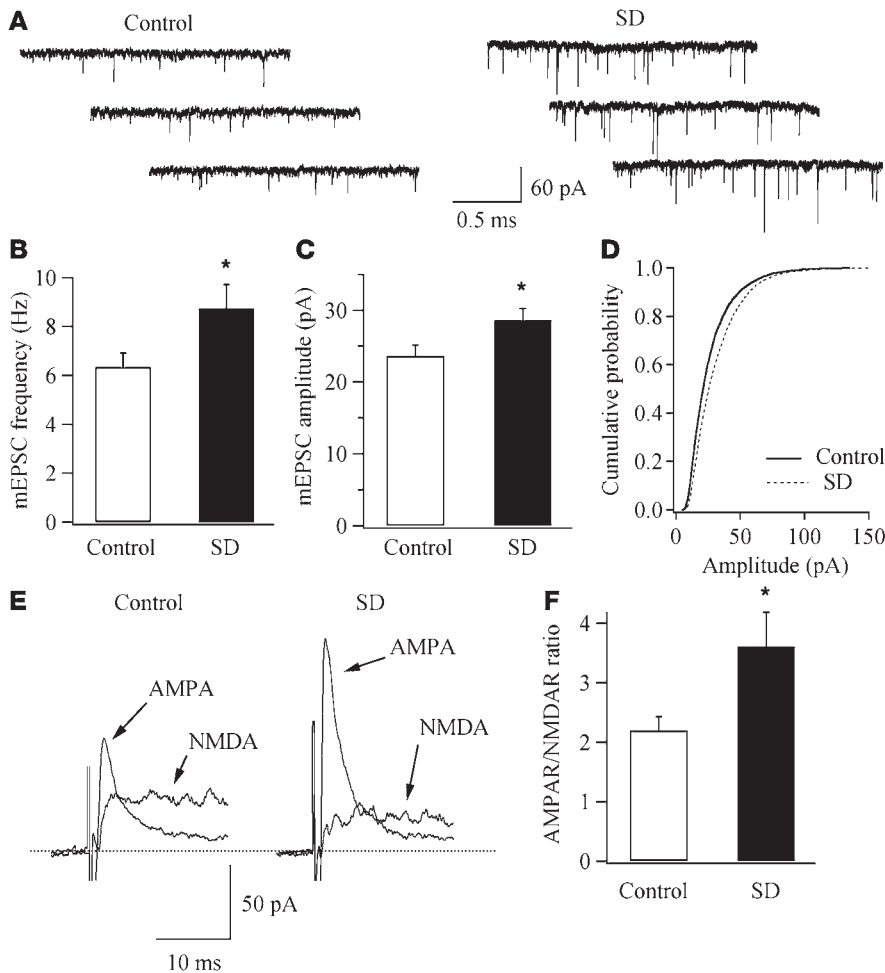 A
Control
SD
60 pA
0.5 ms
B
mEPSC frequency (Hz)
10
8
6
4
2
0
*
Control
SD
C
mEPSC amplitude (pA)
30
20
10
0
*
Control
SD
D
Cumulative probability
1.0
0.8
0.6
0.4
0.2
0.0
Control
SD
0
50
100
150
Amplitude (pA)
E
Control
SD
AMPA
NMDA
AMPA
NMDA
50 pA
10 ms
F
AMPAR/NMDAR ratio
4
3
2
1
0
*
Control
SD